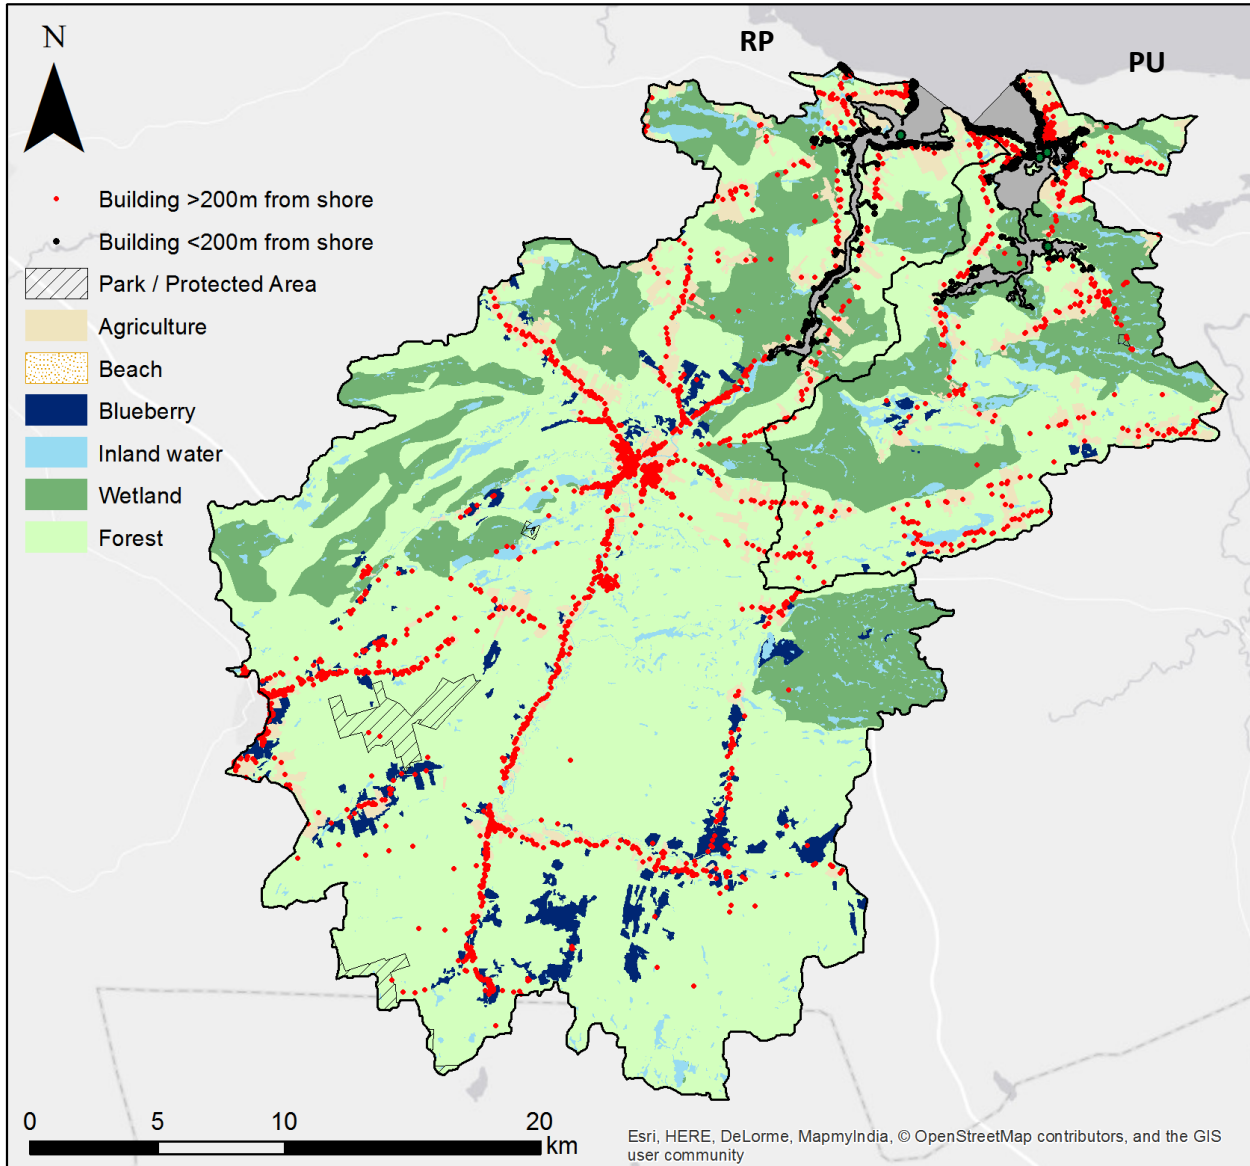 RP
PU
N
Building >200m from shore
Building <200m from shore
Park / Protected Area
Agriculture
Beach
Blueberry
Inland water
Wetland
Forest
0 5 10 20
km
Esri, HERE, DeLorme, MapmyIndia, © OpenStreetMap contributors, and the GIS
user community